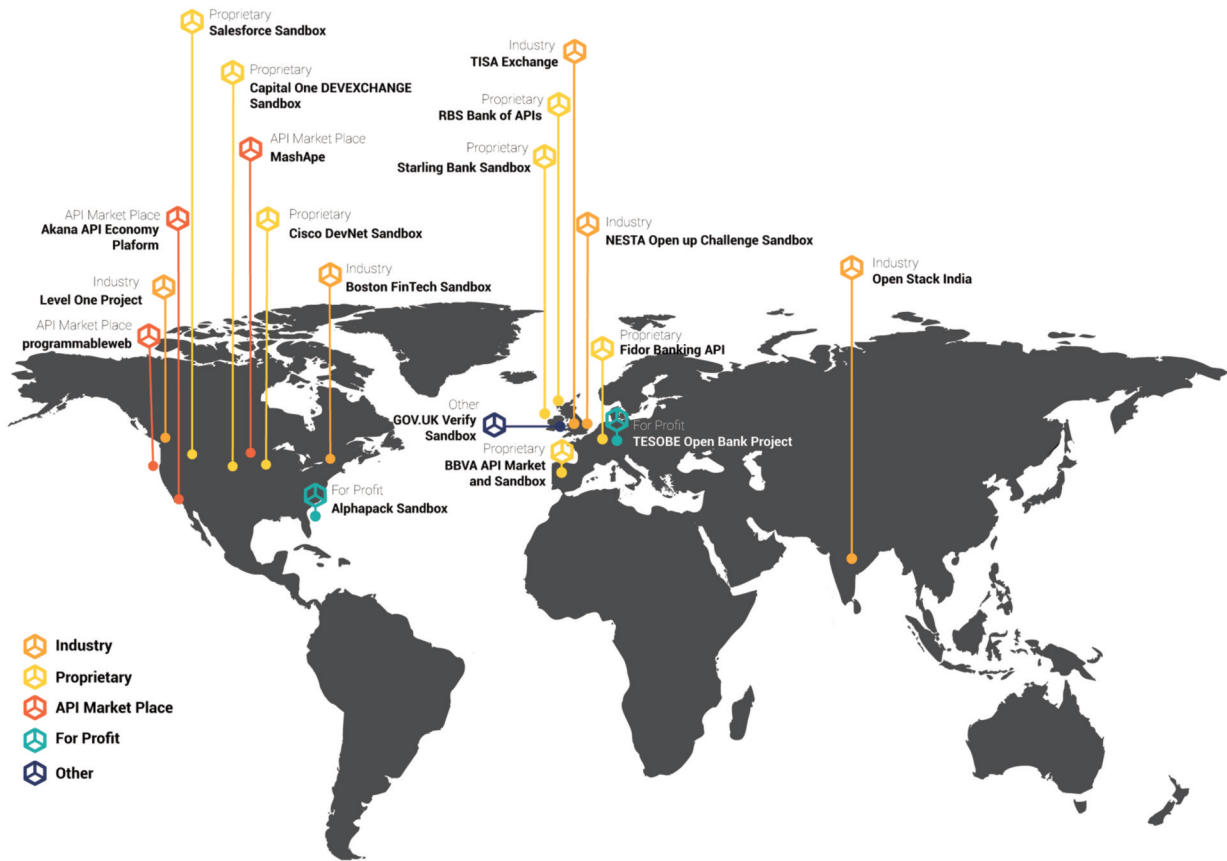 Proprietary
Salesforce Sandbox
Proprietary
Capital One DEVEXCHANGE
Sandbox
API Market Place
MashApe
API Market Place
Akana API Economy
Plaform
Proprietary
Cisco DevNet Sandbox
Industry
Level One Project
Industry
Boston FinTech Sandbox
API Market Place
programmableweb
For Profit
Alphapack Sandbox
Industry
TISA Exchange
Proprietary
RBS Bank of APIs
Proprietary
Starling Bank Sandbox
Industry
NESTA Open up Challenge Sandbox
Industry
Open Stack India
Proprietary
Fidor Banking API
Other
GOV.UK Verify
Sandbox
For Profit
TESOBE Open Bank Project
Proprietary
BBVA API Market
and Sandbox
Industry
Proprietary
API Market Place
For Profit
Other